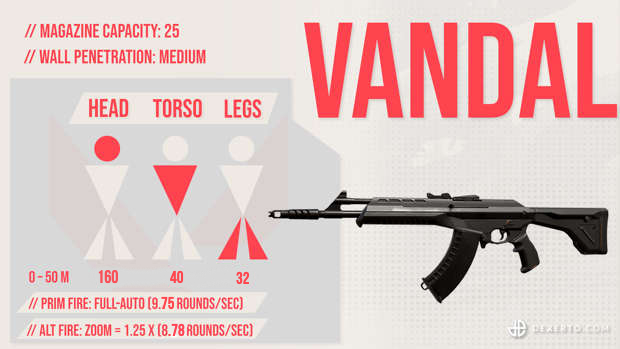 // MAGAZINE CAPACITY: 25
// WALL PENETRATION: MEDIUM
VANDAL
HEAD TORSO LEGS
0-50 M 160 40 32
// PRIM FIRE: FULL-AUTO (9.75 ROUNDS/SEC)
// ALT FIRE: ZOOM = 1.25 X (8.78 ROUNDS/SEC)
DEXERTO.COM